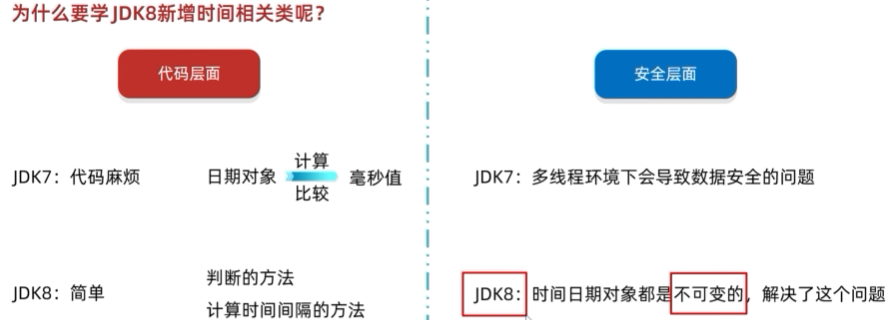 为什么要学JDK8新增时间相关类呢？
代码层面
JDK7：代码麻烦
日期对象
计算
比较
毫秒值
JDK8：简单
判断的方法
计算时间间隔的方法
安全层面
JDK7：多线程环境下会导致数据安全的问题
JDK8：时间日期对象都是不可变的，解决了这个问题